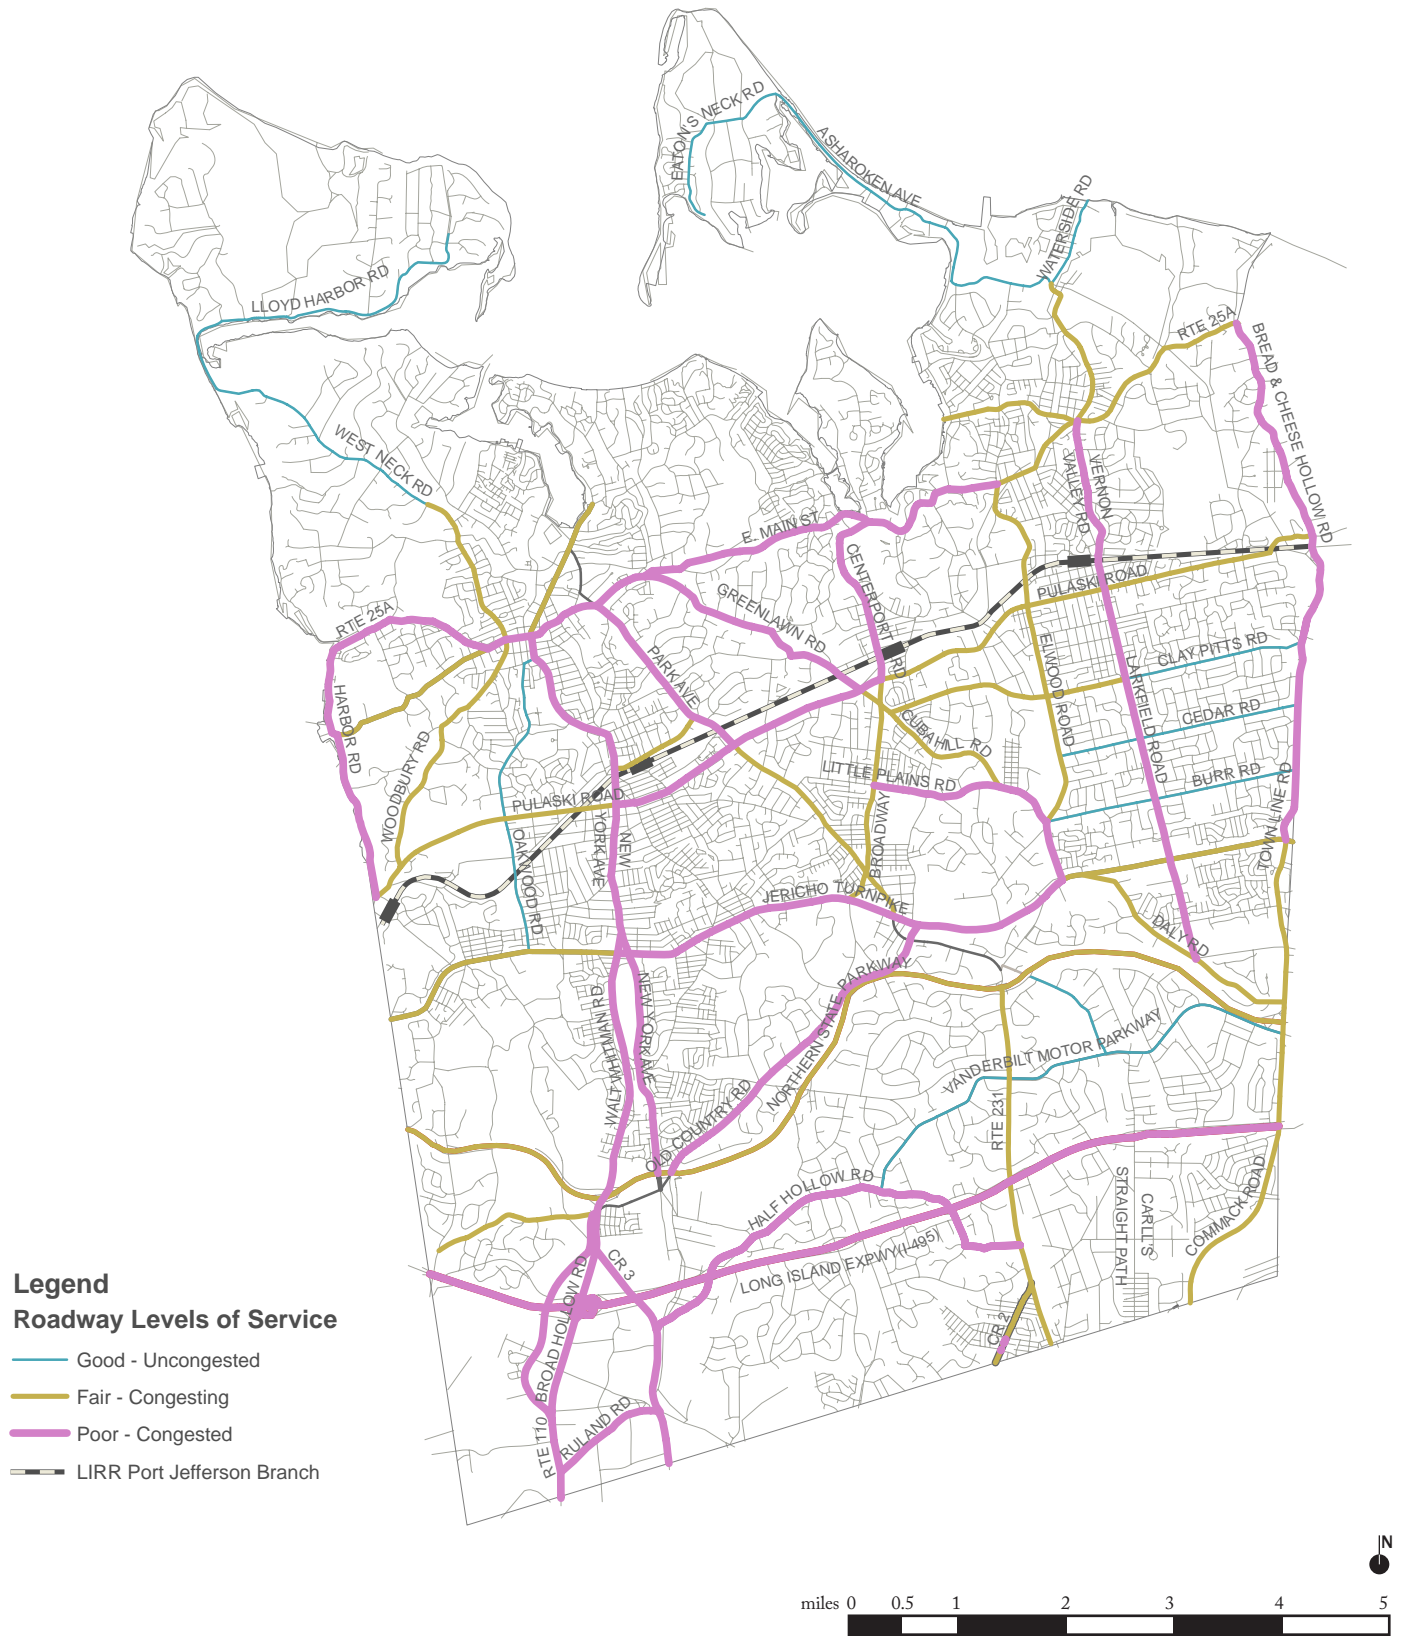 EATON'S NECK RD
ASHAROKEN AVE
WATERSIDE RD
LLOYD HARBOR RD
RTE 25A
BREAD & CHEESE HOLLOW RD
WEST NECK RD
VERNON
VALLEY RD
E. MAIN ST
CENTERPORT RD
GREENLAWN RD
PULASKI ROAD
RTE 25A
PARK AVE
ELWOOD ROAD
CLAY PITTS RD
LARKFIELD ROAD
CEDAR RD
HARBOR RD
WOODBURY RD
CUBA HILL RD
LITTLE PLAINS RD
BURR RD
TOWN LINE RD
PULASKI ROAD
NEW
YORK AVE
OAKWOOD RD
BROADWAY
JERICHO TURNPIKE
DALY RD
NEW YORK AVE
WALT WHITMAN RD
NORTHERN STATE PARKWAY
VANDERBILT MOTOR PARKWAY
OLD COUNTRY RD
RTE 231
HALF HOLLOW RD
STRAIGHT PATH
CARLL'S
COMMACK ROAD
CR 3
LONG ISLAND EXPWY(I-495)
BROAD HOLLOW RD
RTE 110
CR 2
RULAND RD
Legend
Roadway Levels of Service
Good - Uncongested
Fair - Congesting
Poor - Congested
LIRR Port Jefferson Branch
N
miles 0 0.5 1 2 3 4 5